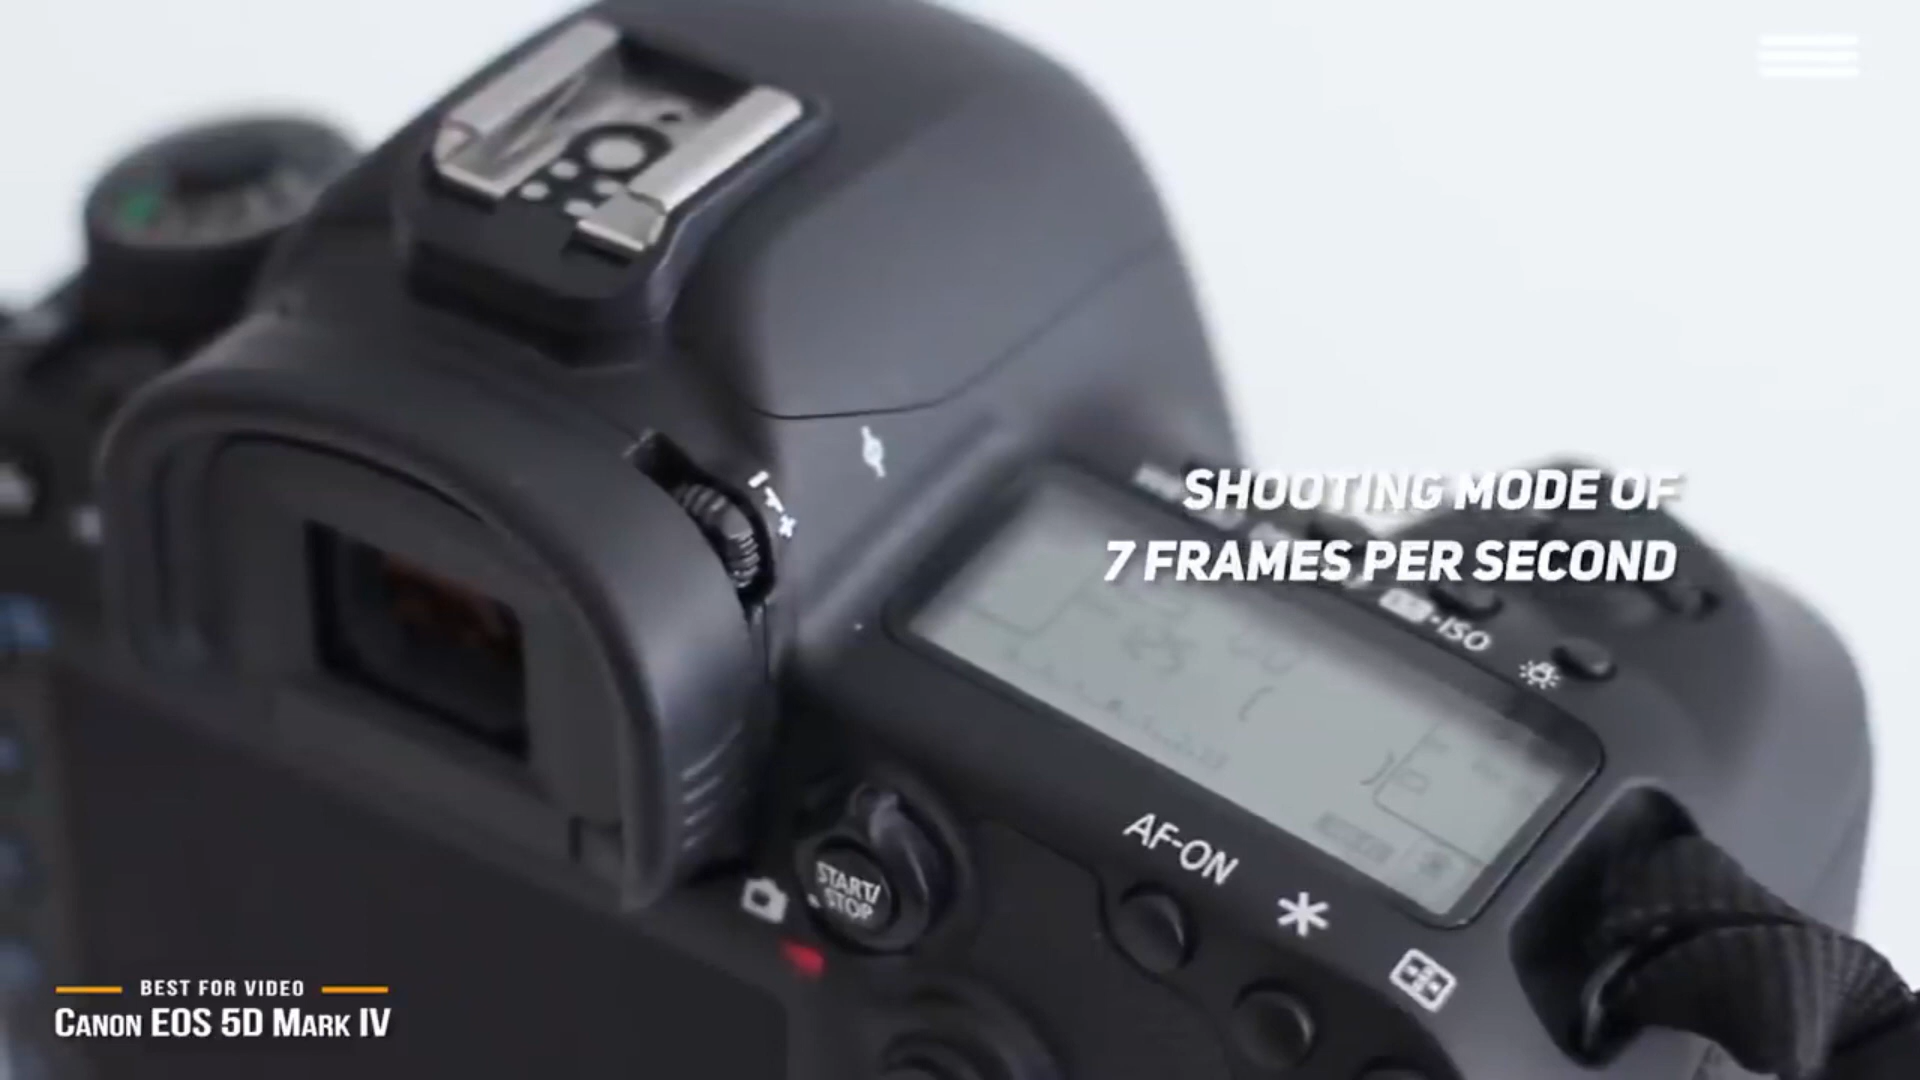 SHOOTING MODE OF
7 FRAMES PER SECOND
·ISO
AF-ON
START/
STOP
BEST FOR VIDEO
CANON EOS 5D MARK IV